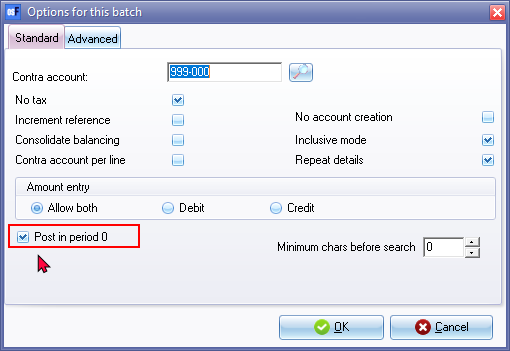 Options for this batch
Standard
Advanced
Contra account:
999-000
No tax
Increment reference
No account creation
Consolidate balancing
Inclusive mode
Contra account per line
Repeat details
Amount entry
Allow both
Debit
Credit
Post in period 0
Minimum chars before search
0
OK
Cancel